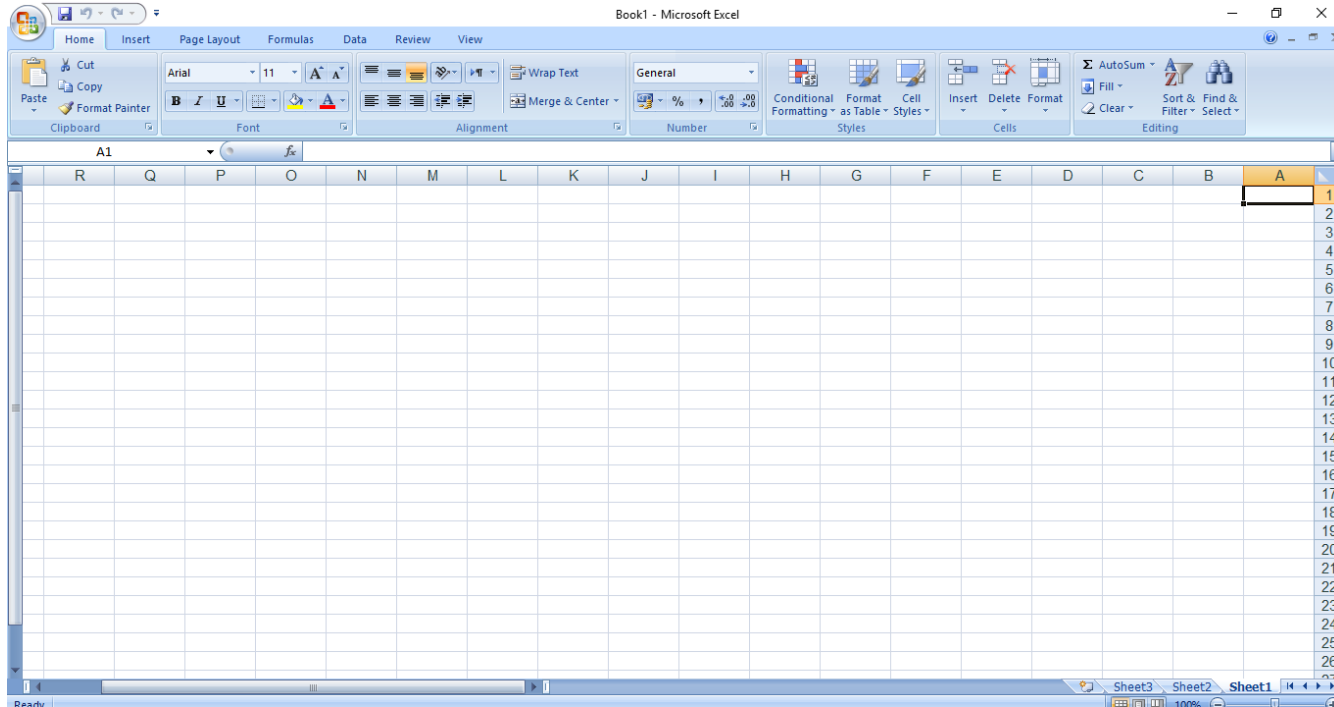 Book1 - Microsoft Excel
Home Insert Page Layout Formulas Data Review View
Cut
Copy
Format Painter
Paste
Clipboard
Arial 11
B I U
Font
Wrap Text
Merge & Center
Alignment
General
% ,
Number
Conditional Formatting
Format as Table
Cell Styles
Styles
Insert Delete Format
Cells
Σ AutoSum
Fill
Clear
Sort & Filter
Find & Select
Editing
A1 fx
R Q P O N M L K J I H G F E D C B A
1
2
3
4
5
6
7
8
9
10
11
12
13
14
15
16
17
18
19
20
21
22
23
24
25
26
Sheet3 Sheet2 Sheet1
Ready 100%